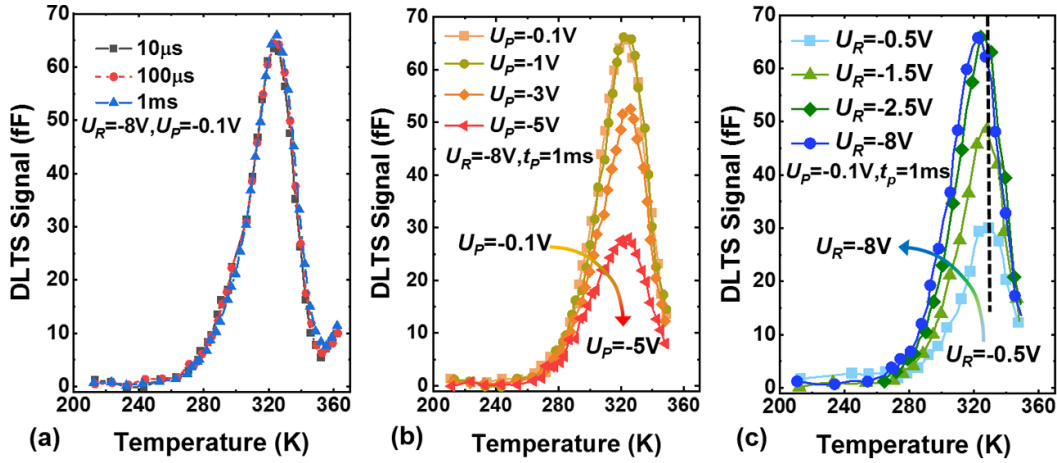 70
60
50
40
30
20
10
0
DLTS Signal (fF)
10μs
100μs
1ms
U_R=-8V,U_P=-0.1V
200 240 280 320 360
(a) Temperature (K)
70
60
50
40
30
20
10
0
DLTS Signal (fF)
U_P=-0.1V
U_P=-1V
U_P=-3V
U_P=-5V
U_R=-8V,t_P=1ms
U_P=-0.1V
U_P=-5V
200 240 280 320 360
(b) Temperature (K)
70
60
50
40
30
20
10
0
DLTS Signal (fF)
U_R=-0.5V
U_R=-1.5V
U_R=-2.5V
U_R=-8V
U_P=-0.1V,t_p=1ms
U_R=-8V
U_R=-0.5V
200 240 280 320 360
(c) Temperature (K)